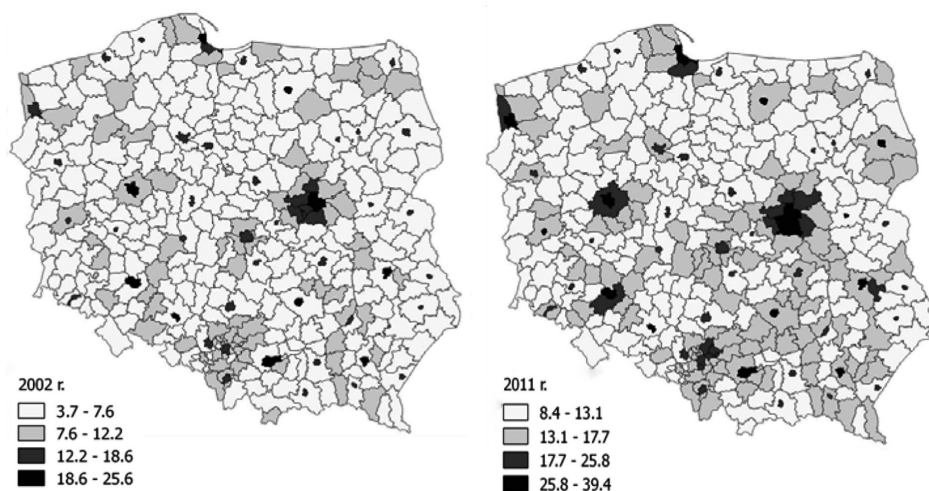 2002 r.
3.7 - 7.6
7.6 - 12.2
12.2 - 18.6
18.6 - 25.6
2011 r.
8.4 - 13.1
13.1 - 17.7
17.7 - 25.8
25.8 - 39.4